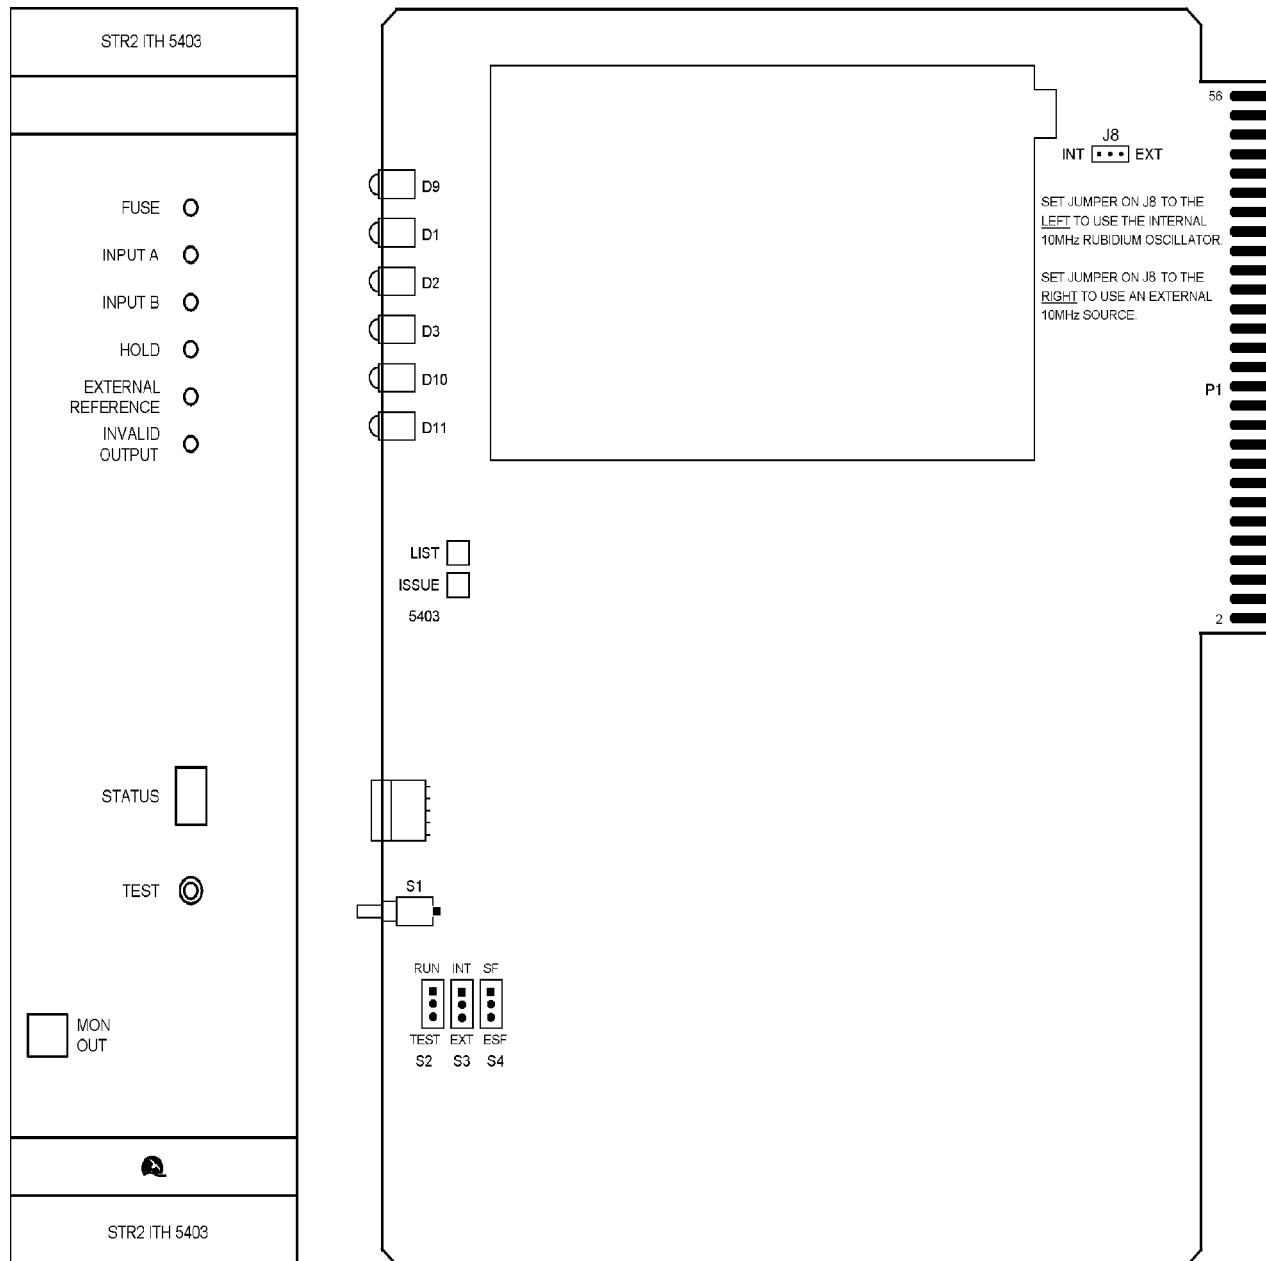 STR2 ITH 5403
FUSE
INPUT A
INPUT B
HOLD
EXTERNAL
REFERENCE
INVALID
OUTPUT
STATUS
TEST
MON
OUT
STR2 ITH 5403
D9
D1
D2
D3
D10
D11
LIST
ISSUE
5403
S1
RUN INT SF
TEST EXT ESF
S2 S3 S4
J8
INT EXT
SET JUMPER ON J8 TO THE
LEFT TO USE THE INTERNAL
10MHz RUBIDIUM OSCILLATOR.
SET JUMPER ON J8 TO THE
RIGHT TO USE AN EXTERNAL
10MHz SOURCE.
56
P1
2